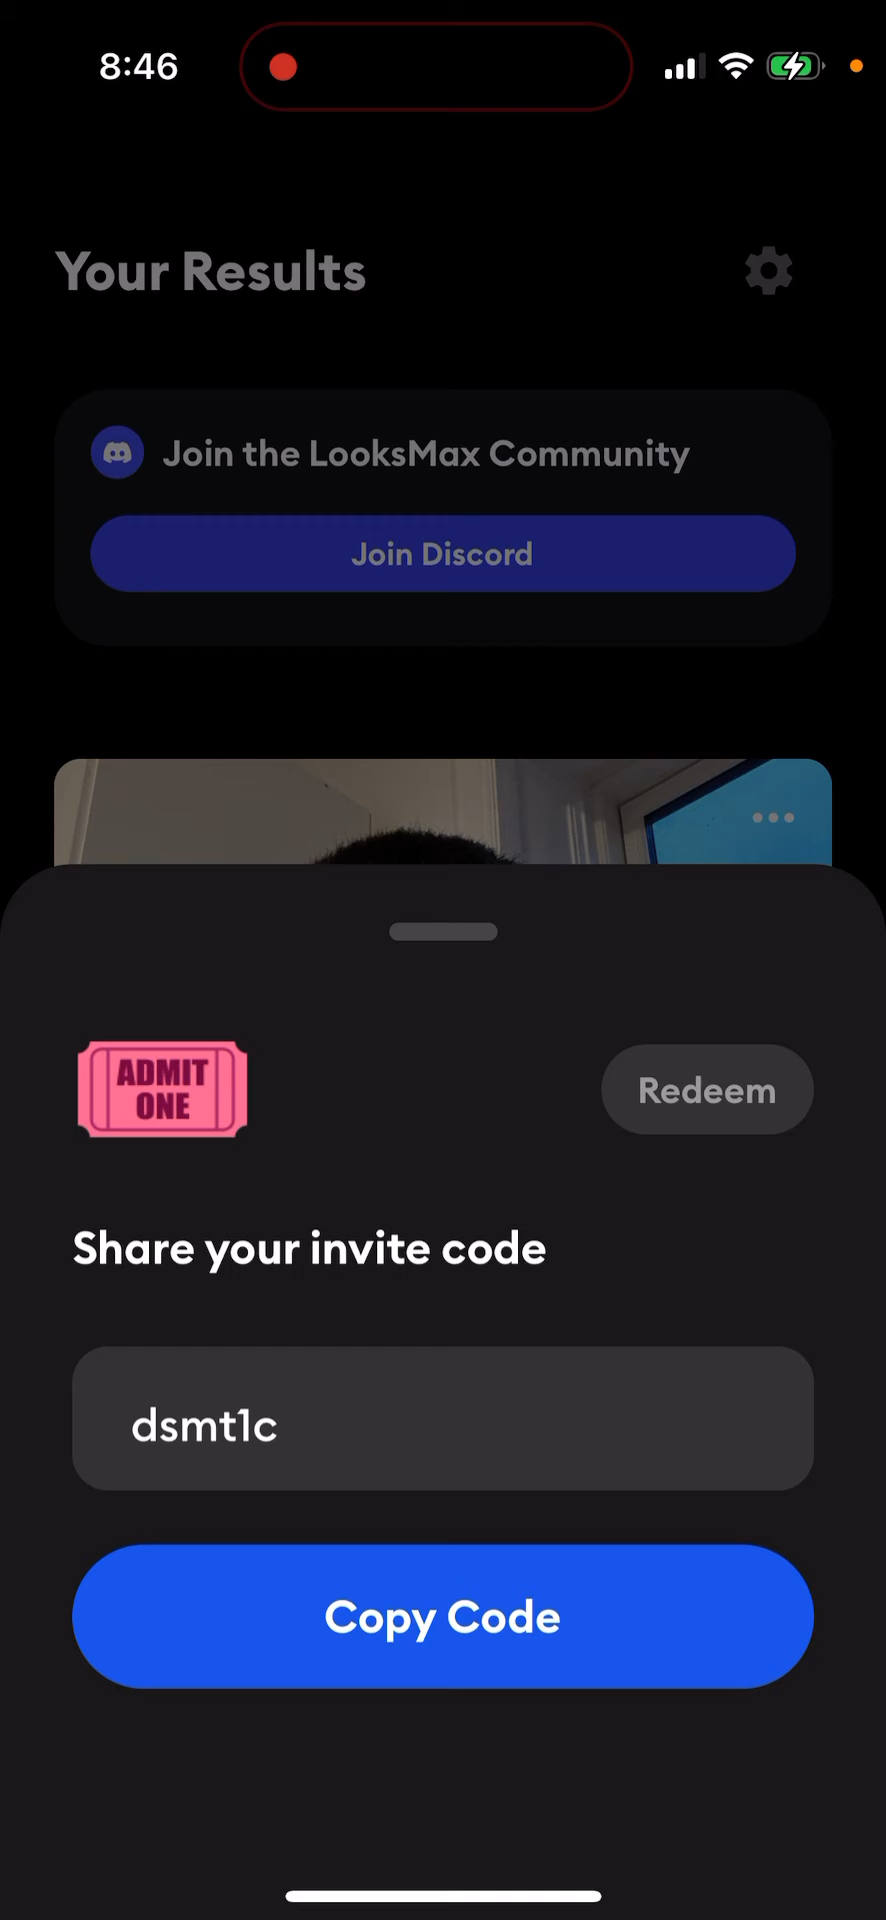 8:46
Your Results
Join the LooksMax Community
Join Discord
ADMIT
ONE
Redeem
Share your invite code
dsmt1c
Copy Code